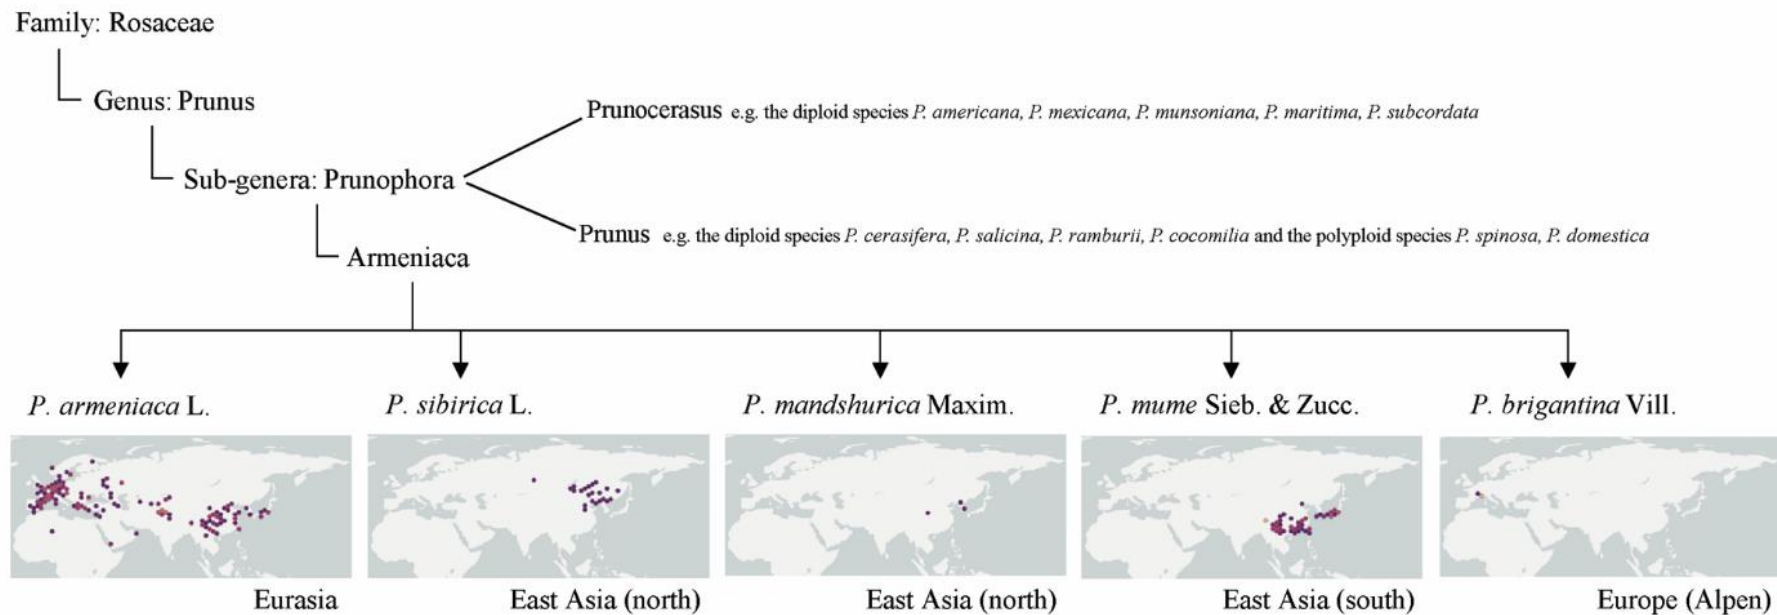 Family: Rosaceae
Genus: Prunus
Prunocerasus e.g. the diploid species P. americana, P. mexicana, P. munsoniana, P. maritima, P. subcordata
Sub-genera: Prunophora
Prunus e.g. the diploid species P. cerasifera, P. salicina, P. ramburii, P. cocomilia and the polyploid species P. spinosa, P. domestica
Armeniaca
P. armeniaca L.
P. sibirica L.
P. mandshurica Maxim.
P. mume Sieb. & Zucc.
P. brigantina Vill.
Eurasia
East Asia (north)
East Asia (north)
East Asia (south)
Europe (Alpen)